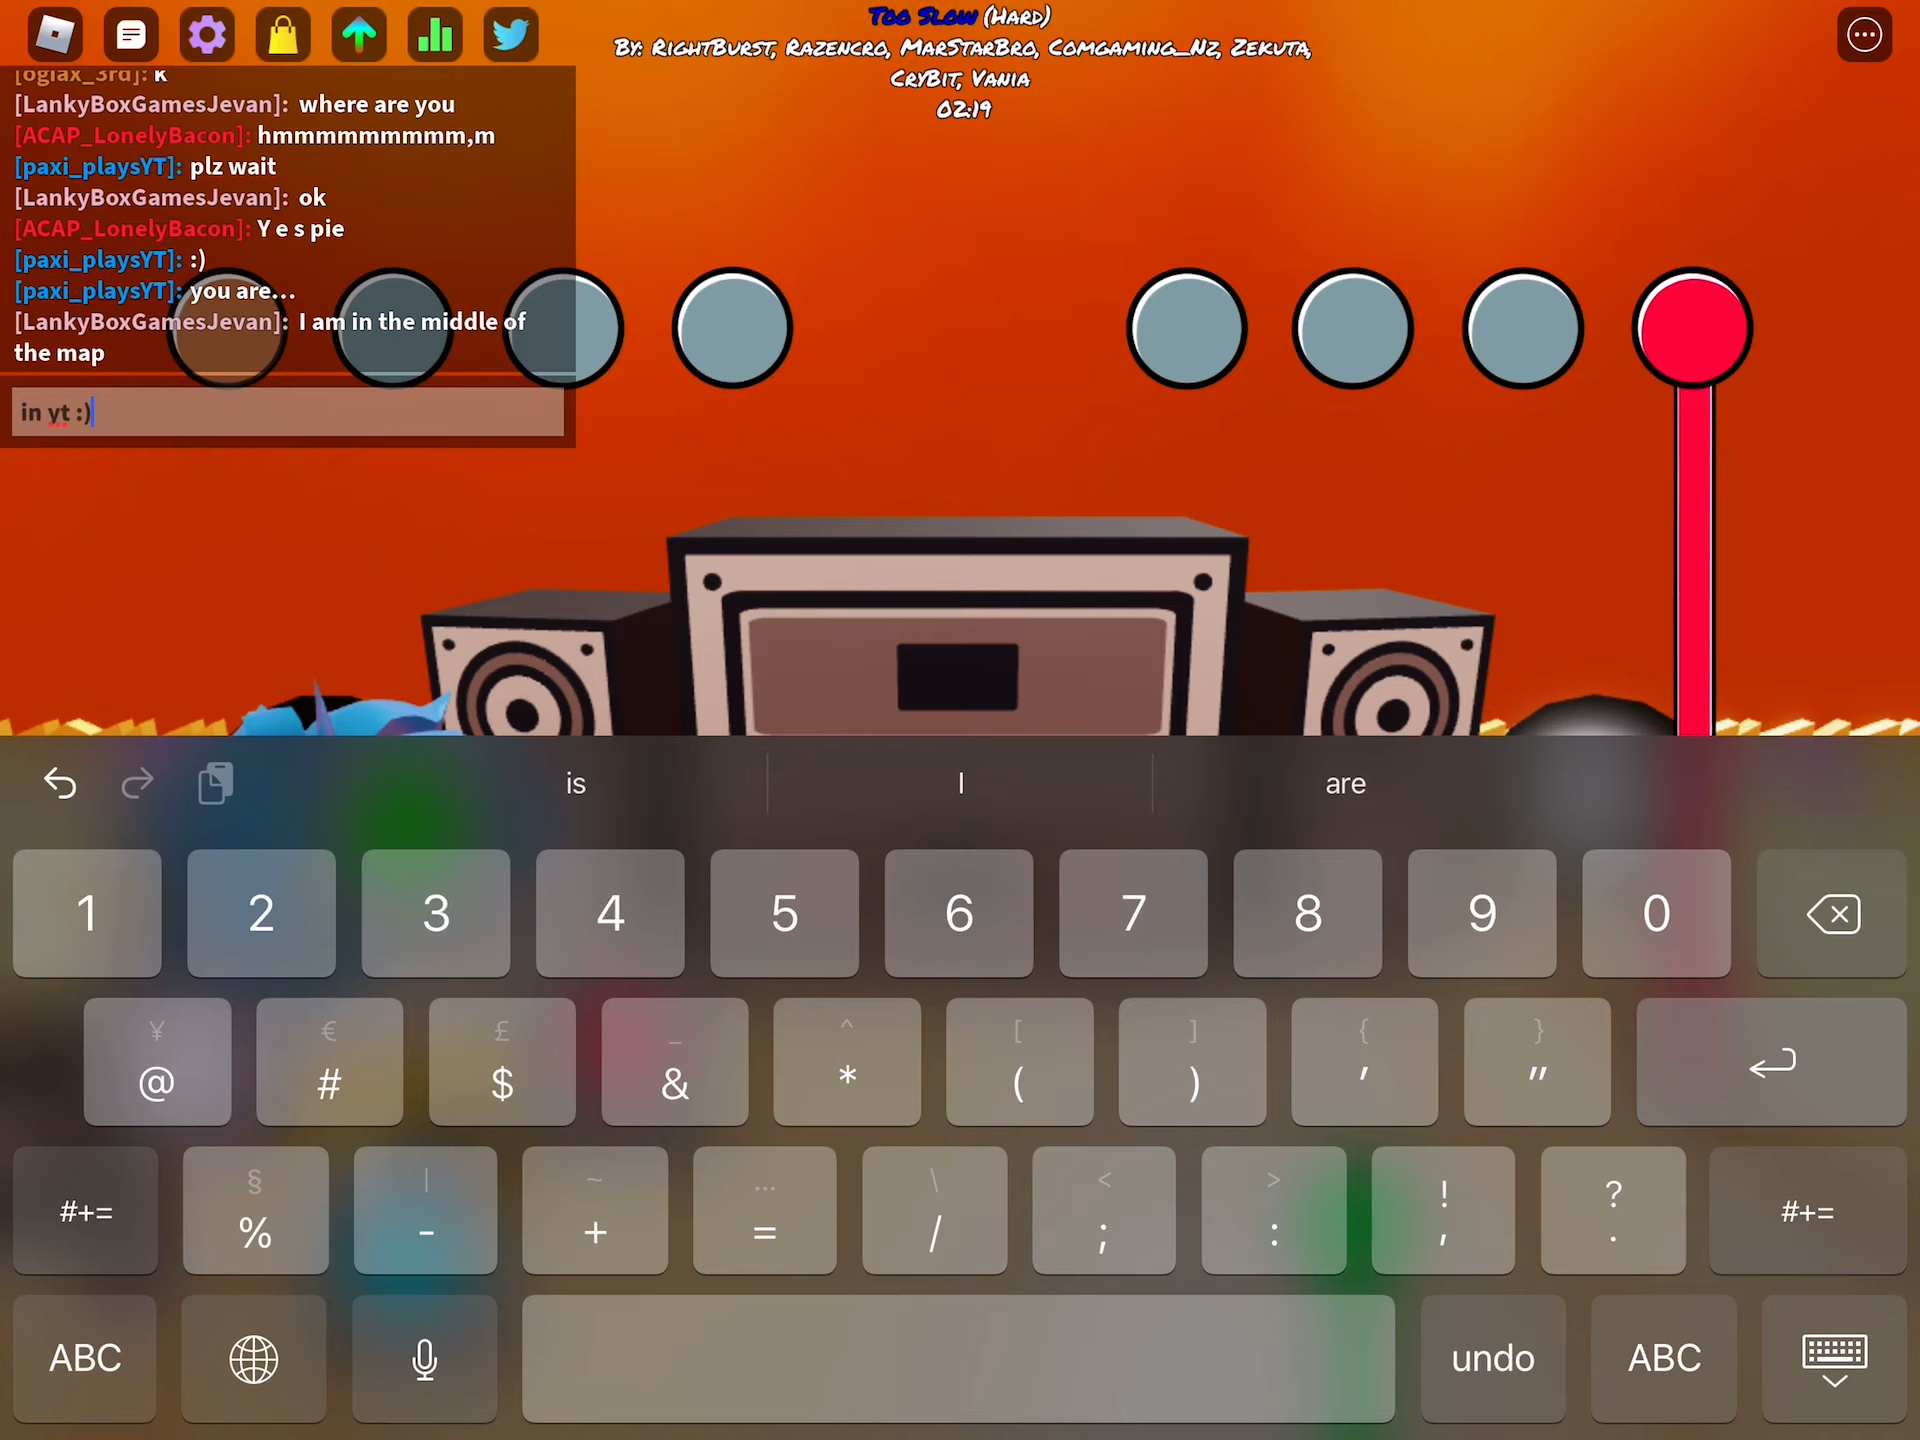 Too Slow (Hard)
By: RightBurst, Razencro, MarStarBro, Comgaming_Nz, Zekuta,
CryBit, Vania
02:19
[oglax_3rd]: k
[LankyBoxGamesJevan]: where are you
[ACAP_LonelyBacon]: hmmmmmmmmm,m
[paxi_playsYT]: plz wait
[LankyBoxGamesJevan]: ok
[ACAP_LonelyBacon]: Y e s pie
[paxi_playsYT]: :)
[paxi_playsYT]: you are...
[LankyBoxGamesJevan]: I am in the middle of
the map
in yt :)
is I are
1 2 3 4 5 6 7 8 9 0
¥ € £ _ ^ [ ] { }
@ # $ & * ( ) ' "
§ | ~ ... \ < > ! ?
#+= % - + = / ; : , . #+=
ABC undo ABC